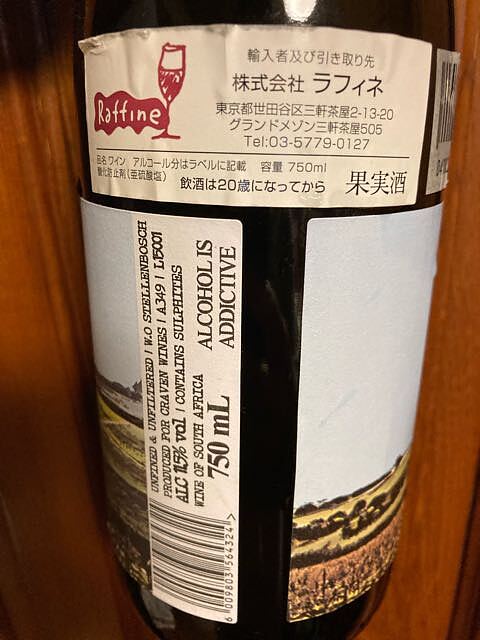 Raffine
輸入者及び引き取り先
株式会社 ラフィネ
東京都世田谷区三軒茶屋2-13-20
グランドメゾン三軒茶屋505
Tel:03-5779-0127
品名 ワイン アルコール分はラベルに記載 容量 750ml
酸化防止剤(亜硫酸塩) 飲酒は20歳になってから 果実酒
UNFINED & UNFILTERED | W.O STELLENBOSCH
PRODUCED FOR CRAVEN WINES | A349 | L15001
ALC 11.5% vol | CONTAINS SULPHITES
WINE OF SOUTH AFRICA
750 mL
ALCOHOL IS
ADDICTIVE
6 009803 564324 >